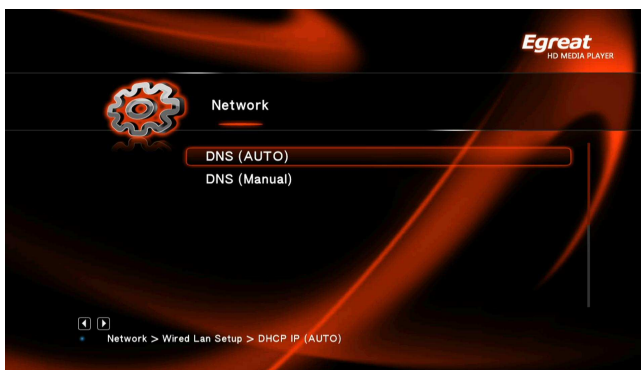 Egreat
HD MEDIA PLAYER
Network
DNS (AUTO)
DNS (Manual)
Network > Wired Lan Setup > DHCP IP (AUTO)